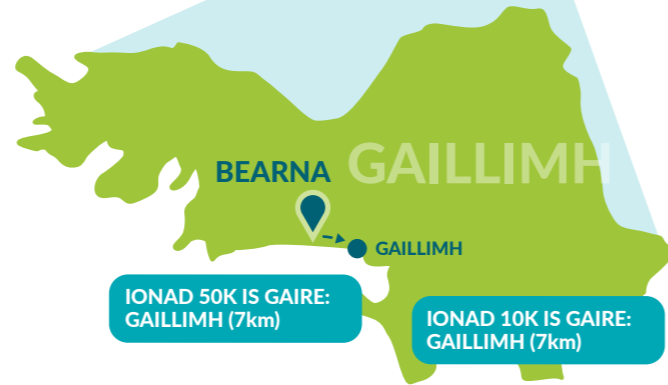 GAILLIMH
BEARNA
GAILLIMH
IONAD 50K IS GAIRE:
GAILLIMH (7km)
IONAD 10K IS GAIRE:
GAILLIMH (7km)